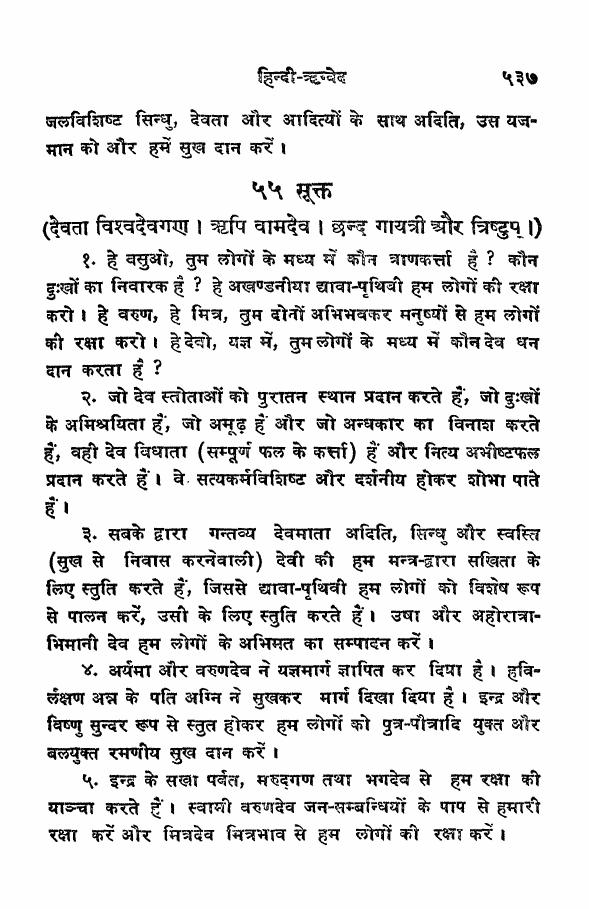 हिन्दी-ऋग्वेद ५३७
जलविशिष्ट सिन्धु, देवता और आदित्यों के साथ अदिति, उस यज-
मान को और हमें सुख दान करें ।
५५ सूक्त
(देवता विश्वदेवगण । ऋषि वामदेव । छन्द गायत्री और त्रिष्टुप् ।)
१. हे वसुओ, तुम लोगों के मध्य में कौन त्राणकर्त्ता है ? कौन
दुःखों का निवारक है ? हे अखण्डनीया द्यावा-पृथिवी हम लोगों की रक्षा
करो । हे वरुण, हे मित्र, तुम दोनों अभिभवकर मनुष्यों से हम लोगों
की रक्षा करो । हे देवो, यज्ञ में, तुम लोगों के मध्य में कौन देव धन
दान करता है ?
२. जो देव स्तोताओं को पुरातन स्थान प्रदान करते हैं, जो दुःखों
के अमिश्रयिता हैं, जो अमूढ़ हैं और जो अन्धकार का विनाश करते
हैं, वही देव विधाता (सम्पूर्ण फल के कर्त्ता) हैं और नित्य अभीष्टफल
प्रदान करते हैं । वे सत्यकर्मविशिष्ट और दर्शनीय होकर शोभा पाते
हैं ।
३. सबके द्वारा गन्तव्य देवमाता अदिति, सिन्धु और स्वस्ति
(सुख से निवास करनेवाली) देवी की हम मन्त्र-द्वारा सखिता के
लिए स्तुति करते हैं, जिससे द्यावा-पृथिवी हम लोगों को विशेष रूप
से पालन करें, उसी के लिए स्तुति करते हैं । उषा और अहोरात्रा-
भिमानी देव हम लोगों के अभिमत का सम्पादन करें ।
४. अर्यमा और वरुणदेव ने यज्ञमार्ग ज्ञापित कर दिया है । हवि-
र्लक्षण अन्न के पति अग्नि ने सुखकर मार्ग दिखा दिया है । इन्द्र और
विष्णु सुन्दर रूप से स्तुत होकर हम लोगों को पुत्र-पौत्रादि युक्त और
बलयुक्त रमणीय सुख दान करें ।
५. इन्द्र के सखा पर्वत, मरुद्गण तथा भगदेव से हम रक्षा की
याञ्चा करते हैं । स्वामी वरुणदेव जन-सम्बन्धियों के पाप से हमारी
रक्षा करें और मित्रदेव मित्रभाव से हम लोगों की रक्षा करें ।